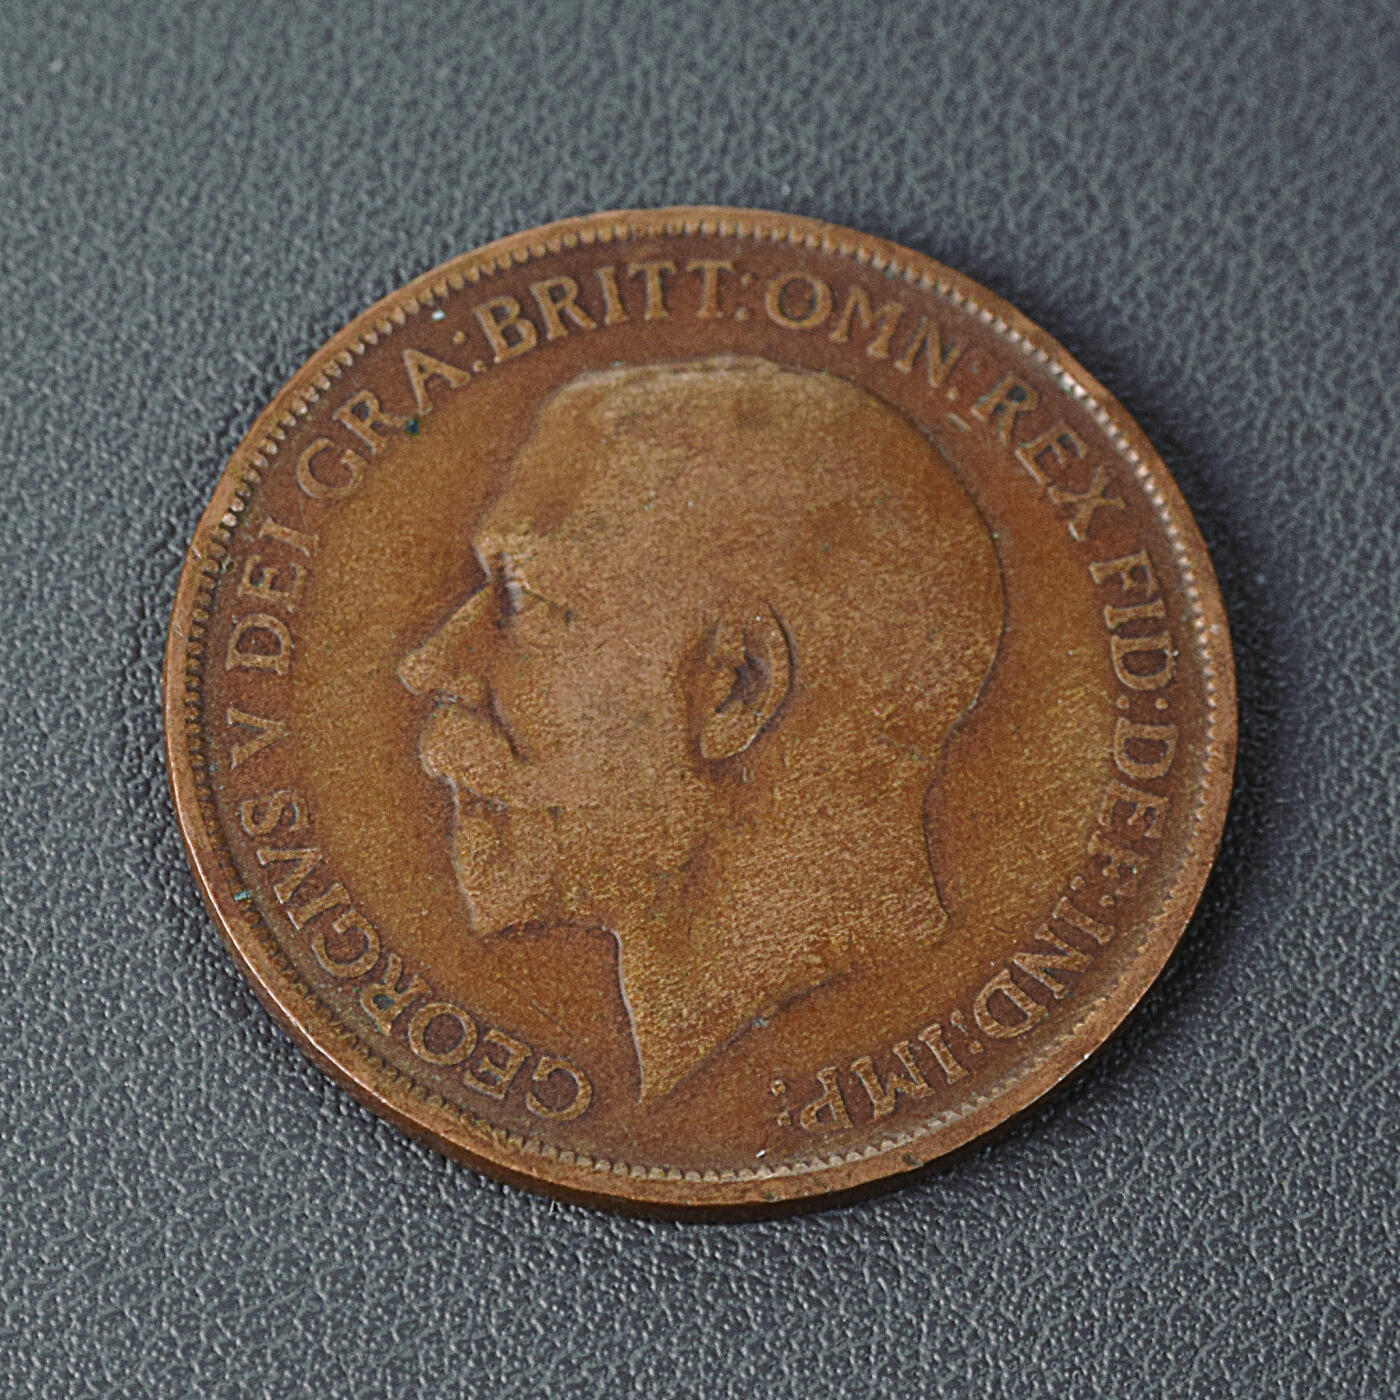 GEORGIVS V DEI GRA: BRITT: OMN: REX FID: DEF: IND: IMP: